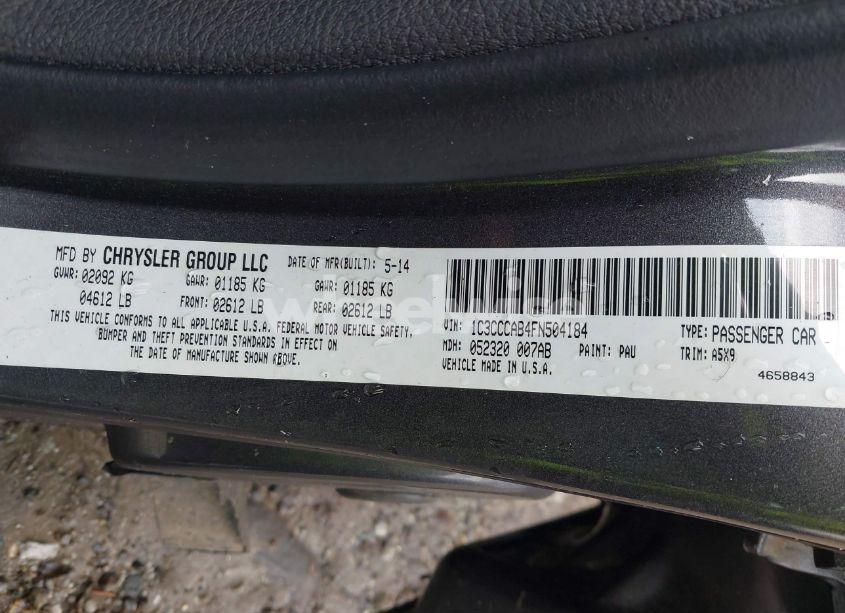 MFD BY CHRYSLER GROUP LLC DATE OF MFR(BUILT): 5-14
GVWR: 02092 KG GAWR: 01185 KG GAWR: 01185 KG
04612 LB FRONT: 02612 LB REAR: 02612 LB
THIS VEHICLE CONFORMS TO ALL APPLICABLE U.S.A. FEDERAL MOTOR VEHICLE SAFETY,
BUMPER AND THEFT PREVENTION STANDARDS IN EFFECT ON
THE DATE OF MANUFACTURE SHOWN ABOVE.
VIN: 1C3CCCAB4FN504184 TYPE: PASSENGER CAR
MDH: 052320 007AB PAINT: PAU TRIM: A5X9
VEHICLE MADE IN U.S.A. 4658843